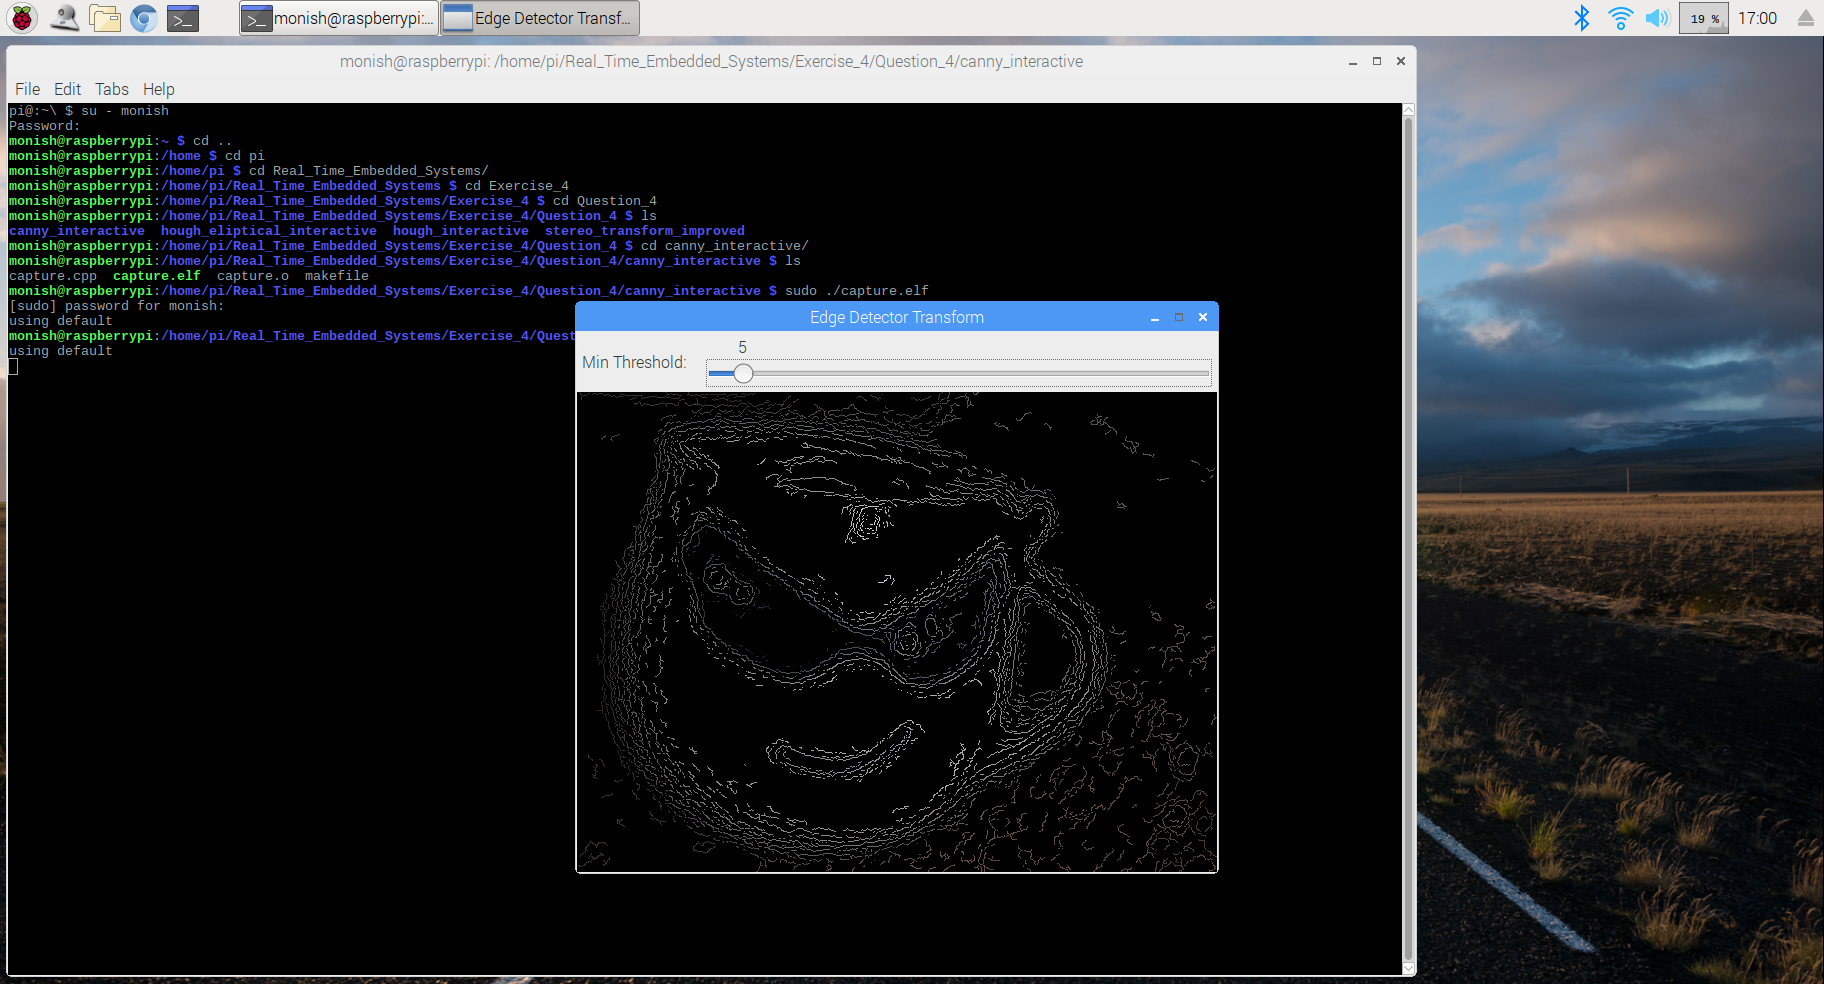 monish@raspberrypi:...
Edge Detector Transf...
19 %
17:00
monish@raspberrypi: /home/pi/Real_Time_Embedded_Systems/Exercise_4/Question_4/canny_interactive
File Edit Tabs Help
pi@:~\ $ su - monish
Password:
monish@raspberrypi:~ $ cd ..
monish@raspberrypi:/home $ cd pi
monish@raspberrypi:/home/pi $ cd Real_Time_Embedded_Systems/
monish@raspberrypi:/home/pi/Real_Time_Embedded_Systems $ cd Exercise_4
monish@raspberrypi:/home/pi/Real_Time_Embedded_Systems/Exercise_4 $ cd Question_4
monish@raspberrypi:/home/pi/Real_Time_Embedded_Systems/Exercise_4/Question_4 $ ls
canny_interactive hough_eliptical_interactive hough_interactive stereo_transform_improved
monish@raspberrypi:/home/pi/Real_Time_Embedded_Systems/Exercise_4/Question_4 $ cd canny_interactive/
monish@raspberrypi:/home/pi/Real_Time_Embedded_Systems/Exercise_4/Question_4/canny_interactive $ ls
capture.cpp capture.elf capture.o makefile
monish@raspberrypi:/home/pi/Real_Time_Embedded_Systems/Exercise_4/Question_4/canny_interactive $ sudo ./capture.elf
[sudo] password for monish:
using default
monish@raspberrypi:/home/pi/Real_Time_Embedded_Systems/Exercise_4/Quest
using default
Edge Detector Transform
5
Min Threshold: